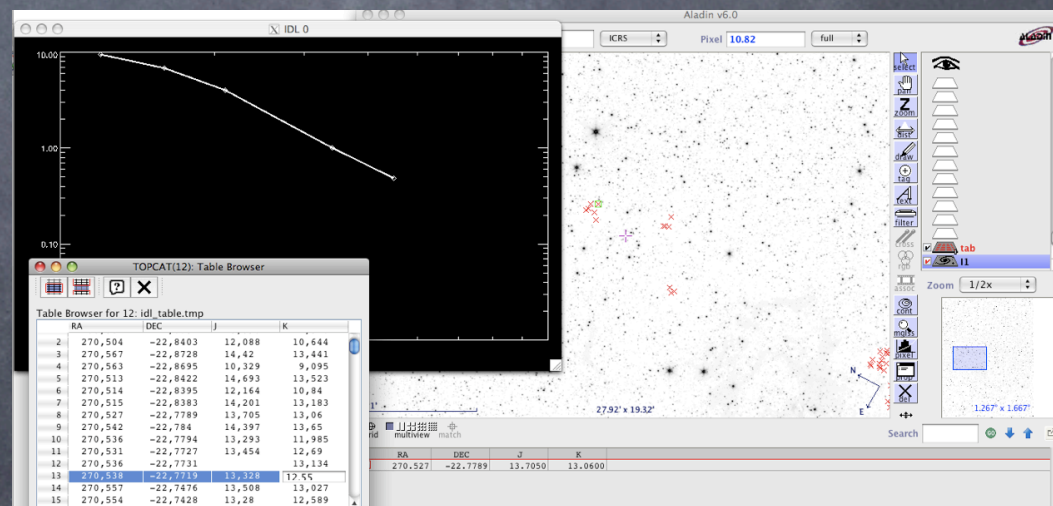 Aladin v6.0
IDL 0
ICRS
Pixel 10.82
full
Aladin
10.00
1.00
0.10
select
pan
Z
zoom
dist
draw
tag
A
text
filter
cross
rgb
assoc
cont
mglss
pixel
prop
del
tab
I1
Zoom 1/2x
N
E
1'
27.92' x 19.32'
1.267° x 1.667°
multiview match
Search
GO
RA DEC J K
270.527 -22.7789 13.7050 13.0600
TOPCAT(12): Table Browser
Table Browser for 12: idl_table.tmp
RA DEC J K
2 270,504 -22,8403 12,088 10,644
3 270,567 -22,8728 14,42 13,441
4 270,563 -22,8695 10,329 9,095
5 270,513 -22,8422 14,693 13,523
6 270,514 -22,8395 12,164 10,84
7 270,515 -22,8383 14,201 13,183
8 270,527 -22,7789 13,705 13,06
9 270,542 -22,784 14,397 13,65
10 270,536 -22,7794 13,293 11,985
11 270,531 -22,7727 13,454 12,69
12 270,536 -22,7731 13,134
13 270,538 -22,7719 13,328 12.55
14 270,557 -22,7476 13,508 13,027
15 270,554 -22,7428 13,28 12,589